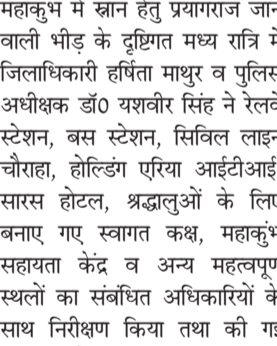 महाकुंभ में स्नान हेतु प्रयागराज जाने
वाली भीड़ के दृष्टिगत मध्य रात्रि में
जिलाधिकारी हर्षिता माथुर व पुलिस
अधीक्षक डॉ0 यशवीर सिंह ने रेलवे
स्टेशन, बस स्टेशन, सिविल लाइन
चौराहा, होल्डिंग एरिया आईटीआई,
सारस होटल, श्रद्धालुओं के लिए
बनाए गए स्वागत कक्ष, महाकुंभ
सहायता केंद्र व अन्य महत्वपूर्ण
स्थलों का संबंधित अधिकारियों के
साथ निरीक्षण किया तथा की गई